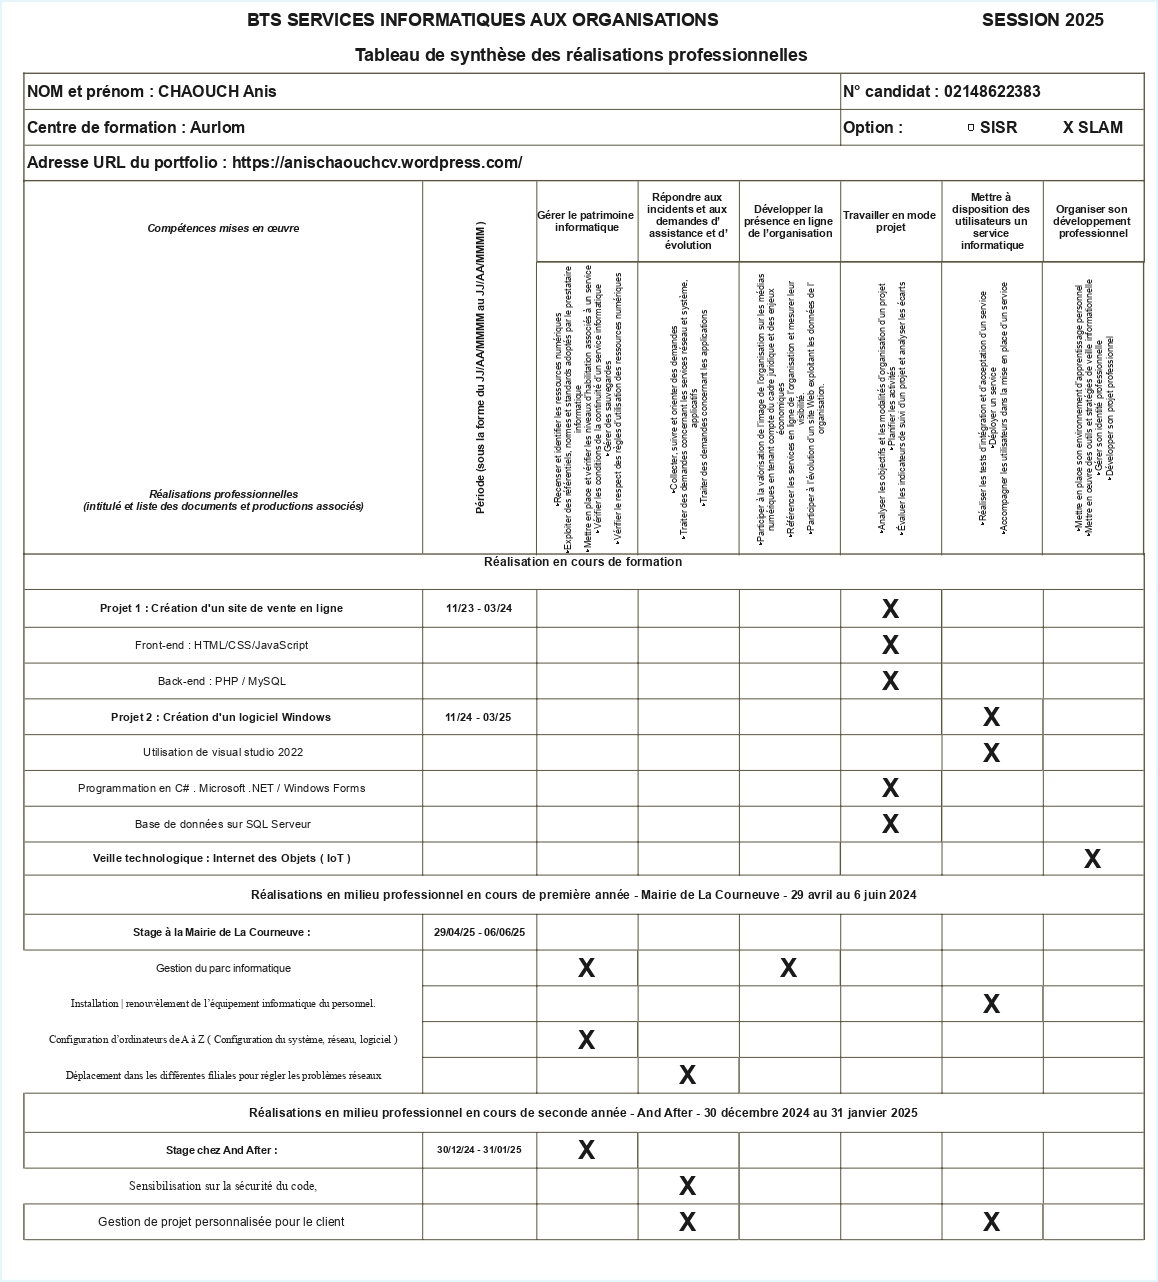 BTS SERVICES INFORMATIQUES AUX ORGANISATIONS SESSION 2025
Tableau de synthèse des réalisations professionnelles
NOM et prénom : CHAOUCH Anis N° candidat : 02148622383
Centre de formation : Aurlom Option : □ SISR X SLAM
Adresse URL du portfolio : https://anischaouchcv.wordpress.com/
Compétences mises en œuvre
Réalisations professionnelles
(intitulé et liste des documents et productions associés)
Période (sous la forme du JJ/AA/MMMM au JJ/AA/MMMM )
Gérer le patrimoine
informatique
Répondre aux
incidents et aux
demandes d’
assistance et d’
évolution
Développer la
présence en ligne
de l’organisation
Travailler en mode
projet
Mettre à
disposition des
utilisateurs un
service
informatique
Organiser son
développement
professionnel
‣Recenser et identifier les ressources numériques
‣Exploiter des référentiels, normes et standards adoptés par le prestataire
informatique
‣Mettre en place et vérifier les niveaux d’habilitation associés à un service
‣Vérifier les conditions de la continuité d’un service informatique
‣Gérer des sauvegardes
‣Vérifier le respect des règles d’utilisation des ressources numériques
‣Collecter, suivre et orienter des demandes
‣Traiter des demandes concernant les services réseau et système,
applicatifs
‣Traiter des demandes concernant les applications
‣Participer à la valorisation de l’image de l’organisation sur les médias
numériques en tenant compte du cadre juridique et des enjeux
économiques
‣Référencer les services en ligne de l’organisation et mesurer leur
visibilité.
‣Participer à l’évolution d’un site Web exploitant les données de l’
organisation.
‣Analyser les objectifs et les modalités d’organisation d’un projet
‣Planifier les activités
‣Évaluer les indicateurs de suivi d’un projet et analyser les écarts
‣Réaliser les tests d’intégration et d’acceptation d’un service
‣Déployer un service
‣Accompagner les utilisateurs dans la mise en place d’un service
‣Mettre en place son environnement d’apprentissage personnel
‣Mettre en œuvre des outils et stratégies de veille informationnelle
‣Gérer son identité professionnelle
‣Développer son projet professionnel
Réalisation en cours de formation
Projet 1 : Création d'un site de vente en ligne 11/23 - 03/24 X
Front-end : HTML/CSS/JavaScript X
Back-end : PHP / MySQL X
Projet 2 : Création d'un logiciel Windows 11/24 - 03/25 X
Utilisation de visual studio 2022 X
Programmation en C# . Microsoft .NET / Windows Forms X
Base de données sur SQL Serveur X
Veille technologique : Internet des Objets ( IoT ) X
Réalisations en milieu professionnel en cours de première année - Mairie de La Courneuve - 29 avril au 6 juin 2024
Stage à la Mairie de La Courneuve : 29/04/25 - 06/06/25
Gestion du parc informatique X X
Installation | renouvèlement de l’équipement informatique du personnel. X
Configuration d’ordinateurs de A à Z ( Configuration du système, réseau, logiciel ) X
Déplacement dans les différentes filiales pour régler les problèmes réseaux X
Réalisations en milieu professionnel en cours de seconde année - And After - 30 décembre 2024 au 31 janvier 2025
Stage chez And After : 30/12/24 - 31/01/25 X
Sensibilisation sur la sécurité du code, X
Gestion de projet personnalisée pour le client X X